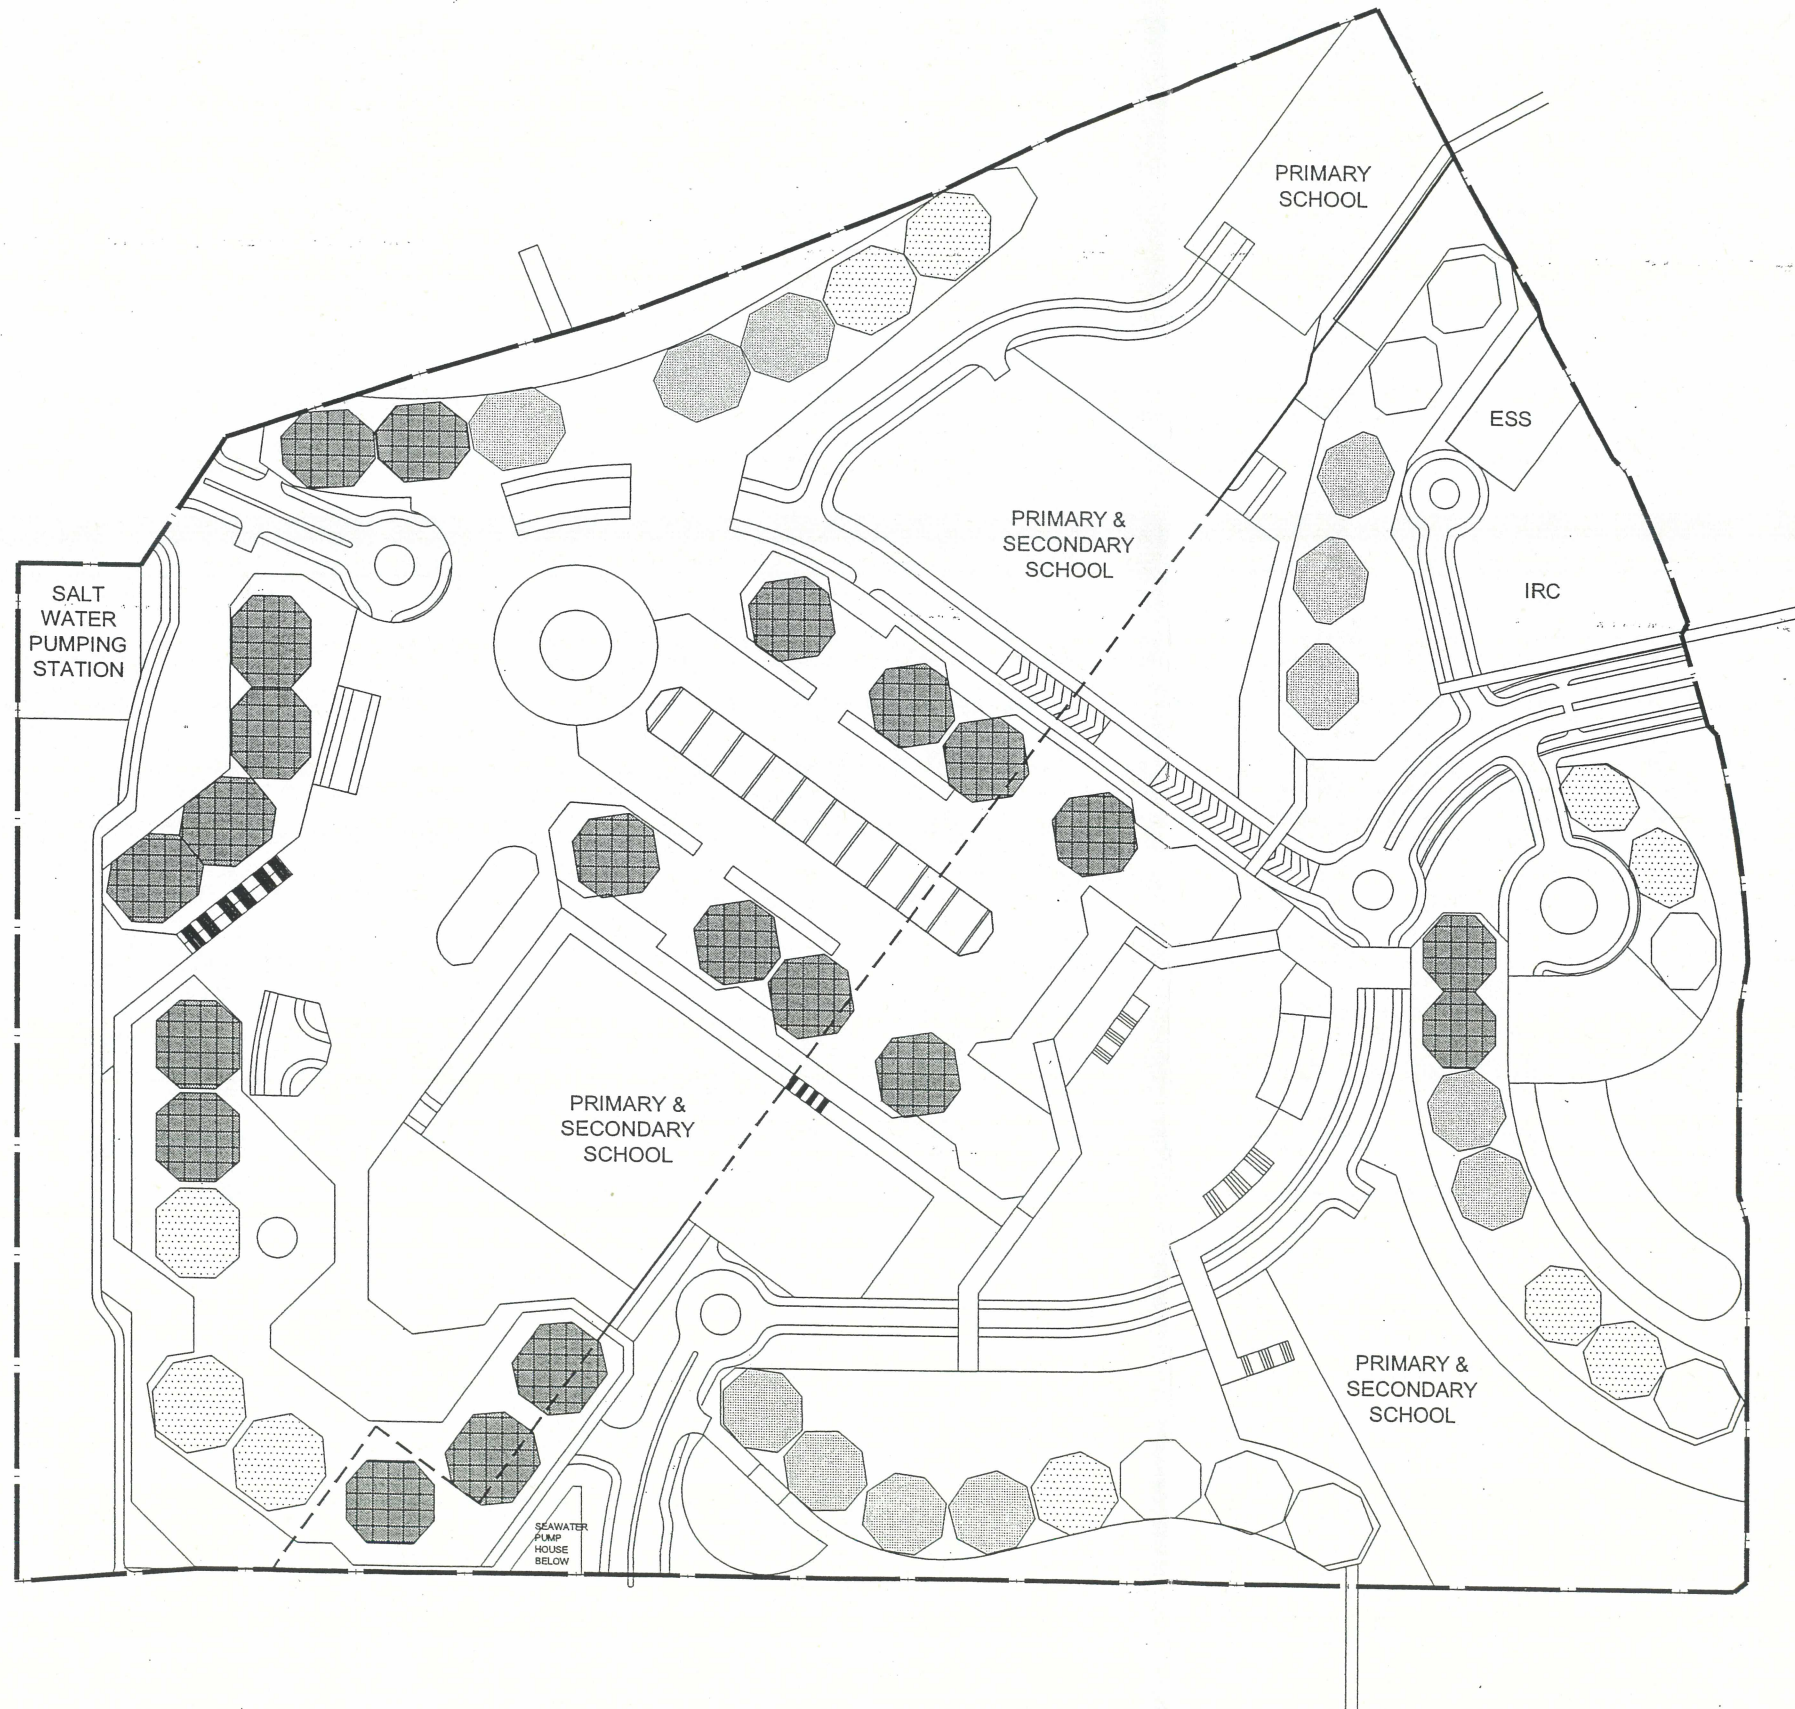 PRIMARY
SCHOOL
ESS
PRIMARY &
SECONDARY
SCHOOL
IRC
SALT
WATER
PUMPING
STATION
PRIMARY &
SECONDARY
SCHOOL
PRIMARY &
SECONDARY
SCHOOL
SEAWATER
PUMP
HOUSE
BELOW